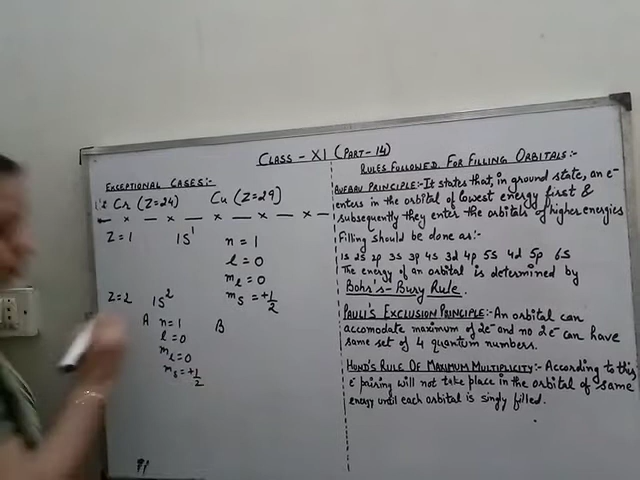 CLASS - XI (PART-14)
EXCEPTIONAL CASES:-
Cr (Z=24) Cu (Z=29)
Z=1 1S¹ n = 1
l = 0
mₗ = 0
mₛ = +1/2
Z=2 1S²
A n=1 B
l=0
mₗ=0
mₛ=+1/2
RULES FOLLOWED FOR FILLING ORBITALS:-
AUFBAU PRINCIPLE:- It states that, in ground state, an e⁻
enters in the orbital of lowest energy first &
subsequently they enter the orbitals of higher energies
Filling should be done as:-
1s 2s 2p 3s 3p 4s 3d 4p 5s 4d 5p 6s
The energy of an orbital is determined by
Bohr's-Bury Rule.
PAULI'S EXCLUSION PRINCIPLE:- An orbital can
accomodate maximum of 2e⁻ and no 2e⁻ can have
same set of 4 quantum numbers.
HUND'S RULE OF MAXIMUM MULTIPLICITY:- According to this
e⁻ pairing will not take place in the orbital of same
energy until each orbital is singly filled.